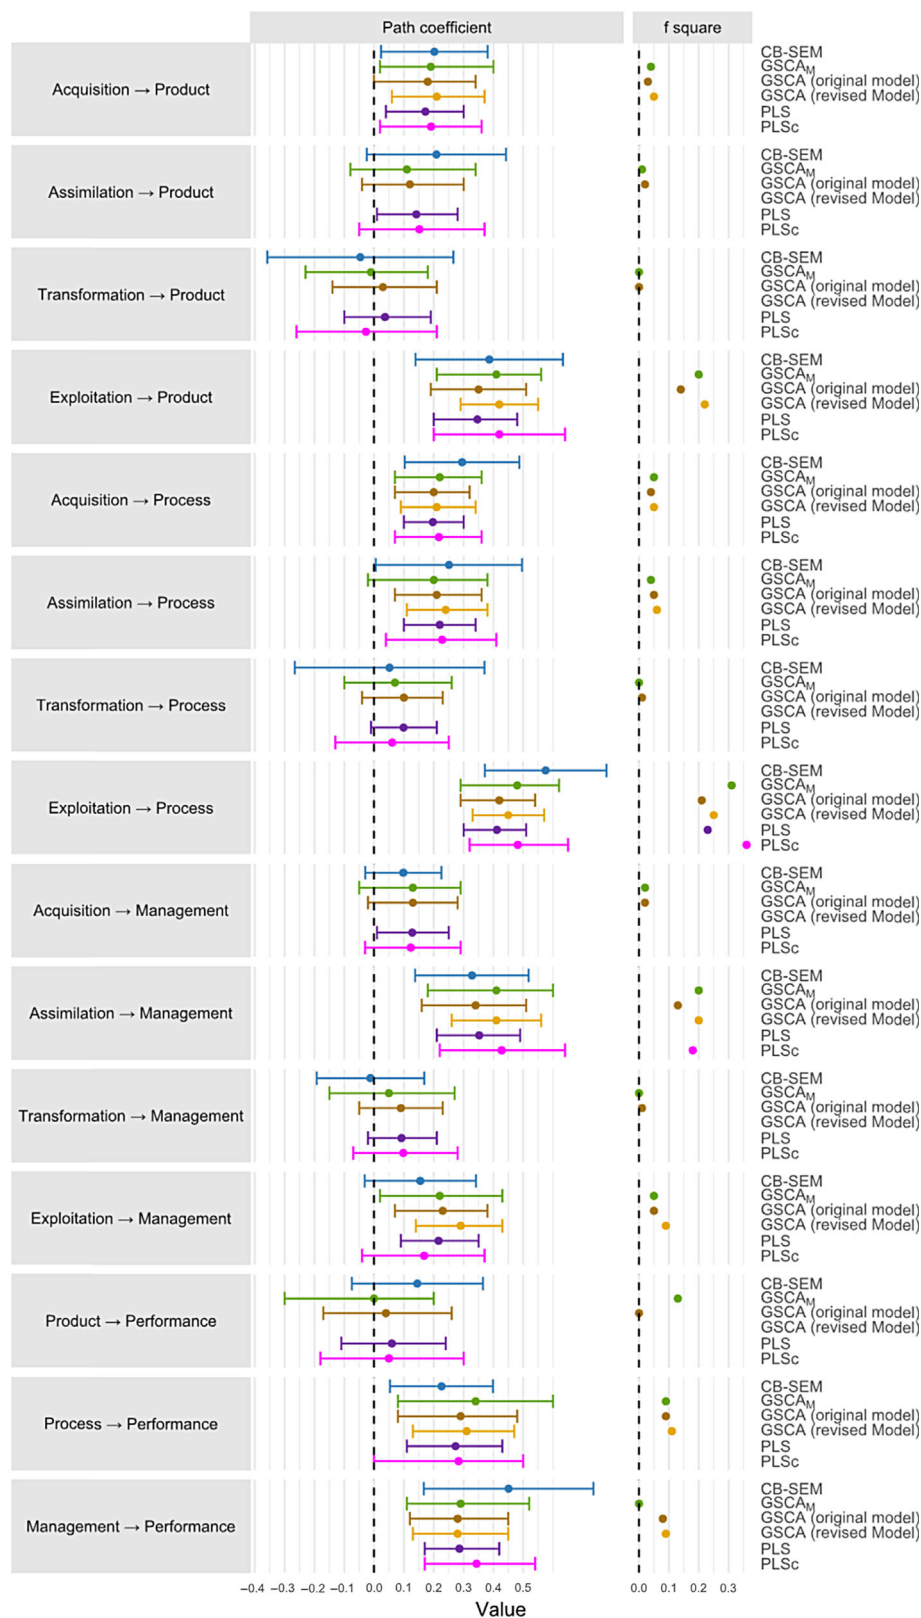 Path coefficient f square
Acquisition → Product
CB-SEM
GSCAM
GSCA (original model)
GSCA (revised Model)
PLS
PLSc
Assimilation → Product
CB-SEM
GSCAM
GSCA (original model)
GSCA (revised Model)
PLS
PLSc
Transformation → Product
CB-SEM
GSCAM
GSCA (original model)
GSCA (revised Model)
PLS
PLSc
Exploitation → Product
CB-SEM
GSCAM
GSCA (original model)
GSCA (revised Model)
PLS
PLSc
Acquisition → Process
CB-SEM
GSCAM
GSCA (original model)
GSCA (revised Model)
PLS
PLSc
Assimilation → Process
CB-SEM
GSCAM
GSCA (original model)
GSCA (revised Model)
PLS
PLSc
Transformation → Process
CB-SEM
GSCAM
GSCA (original model)
GSCA (revised Model)
PLS
PLSc
Exploitation → Process
CB-SEM
GSCAM
GSCA (original model)
GSCA (revised Model)
PLS
PLSc
Acquisition → Management
CB-SEM
GSCAM
GSCA (original model)
GSCA (revised Model)
PLS
PLSc
Assimilation → Management
CB-SEM
GSCAM
GSCA (original model)
GSCA (revised Model)
PLS
PLSc
Transformation → Management
CB-SEM
GSCAM
GSCA (original model)
GSCA (revised Model)
PLS
PLSc
Exploitation → Management
CB-SEM
GSCAM
GSCA (original model)
GSCA (revised Model)
PLS
PLSc
Product → Performance
CB-SEM
GSCAM
GSCA (original model)
GSCA (revised Model)
PLS
PLSc
Process → Performance
CB-SEM
GSCAM
GSCA (original model)
GSCA (revised Model)
PLS
PLSc
Management → Performance
CB-SEM
GSCAM
GSCA (original model)
GSCA (revised Model)
PLS
PLSc
−0.4 −0.3 −0.2 −0.1 0.0 0.1 0.2 0.3 0.4 0.5 0.0 0.1 0.2 0.3
Value